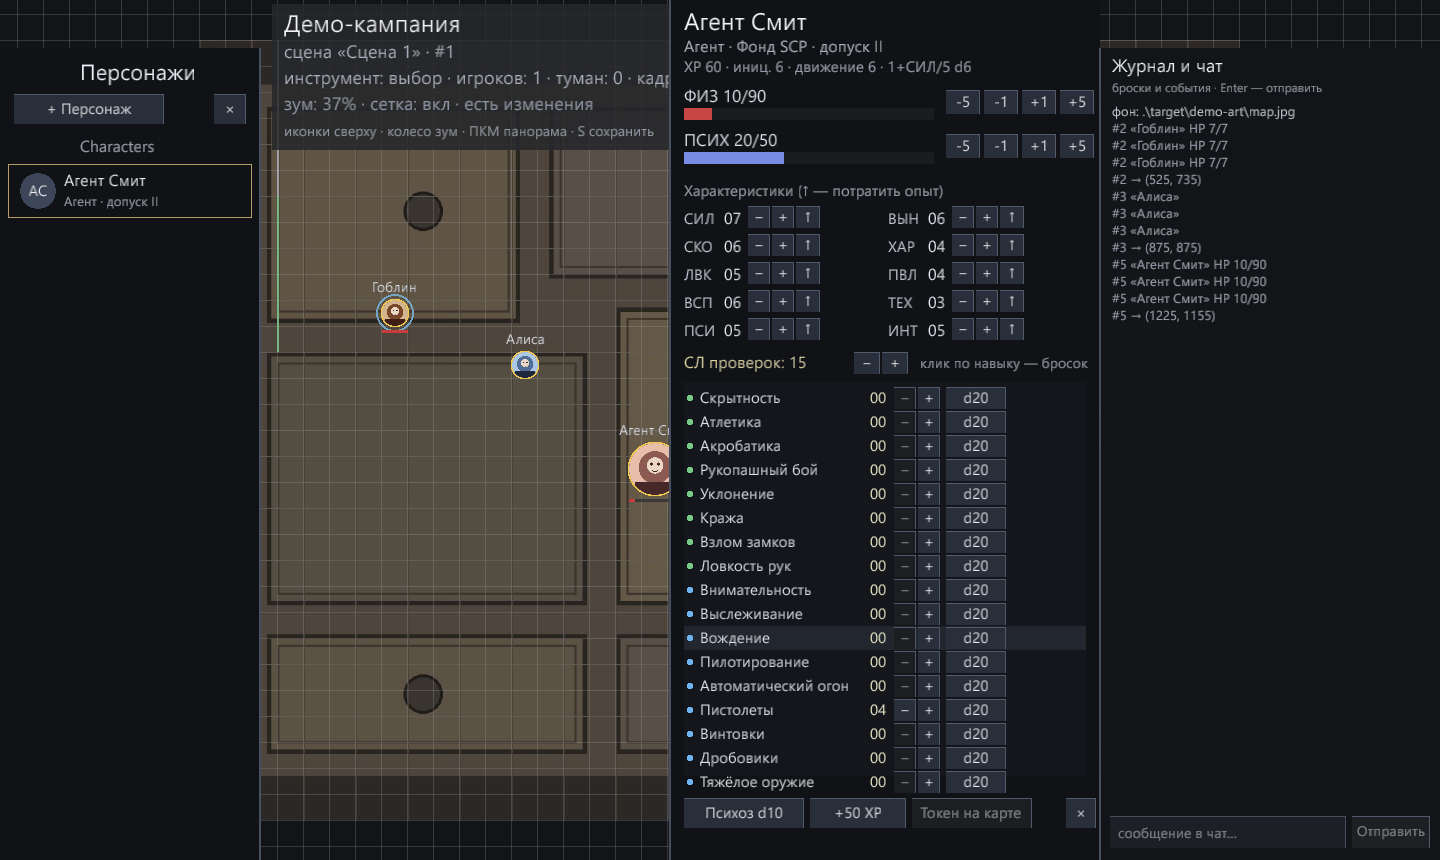 Персонажи
+ Персонаж
×
Characters
АС
Агент Смит
Агент · допуск II
Демо-кампания
сцена «Сцена 1» · #1
инструмент: выбор · игроков: 1 · туман: 0 ·
зум: 37% · сетка: вкл · есть изменения
иконки сверху · колесо зум · ПКМ панорама · S сохранить
Гоблин
Алиса
Агент
Агент Смит
Агент · Фонд SCP · допуск II
XP 60 · иниц. 6 · движение 6 · 1+СИЛ/5 d6
ФИЗ 10/90
-5 -1 +1 +5
ПСИХ 20/50
-5 -1 +1 +5
Характеристики (↑ — потратить опыт)
СИЛ 07 − + ↑ ВЫН 06 − + ↑
СКО 06 − + ↑ ХАР 04 − + ↑
ЛВК 05 − + ↑ ПВЛ 04 − + ↑
ВСП 06 − + ↑ ТЕХ 03 − + ↑
ПСИ 05 − + ↑ ИНТ 05 − + ↑
СЛ проверок: 15 − + клик по навыку — бросок
Скрытность 00 − + d20
Атлетика 00 − + d20
Акробатика 00 − + d20
Рукопашный бой 00 − + d20
Уклонение 00 − + d20
Кража 00 − + d20
Взлом замков 00 − + d20
Ловкость рук 00 − + d20
Внимательность 00 − + d20
Выслеживание 00 − + d20
Вождение 00 − + d20
Пилотирование 00 − + d20
Автоматический огон 00 − + d20
Пистолеты 04 − + d20
Винтовки 00 − + d20
Дробовики 00 − + d20
Тяжёлое оружие 00 − + d20
Психоз d10
+50 XP
Токен на карте
×
Журнал и чат
броски и события · Enter — отправить
фон: .\target\demo-art\map.jpg
#2 «Гоблин» HP 7/7
#2 «Гоблин» HP 7/7
#2 «Гоблин» HP 7/7
#2 → (525, 735)
#3 «Алиса»
#3 «Алиса»
#3 «Алиса»
#3 → (875, 875)
#5 «Агент Смит» HP 10/90
#5 «Агент Смит» HP 10/90
#5 «Агент Смит» HP 10/90
#5 → (1225, 1155)
сообщение в чат...
Отправить